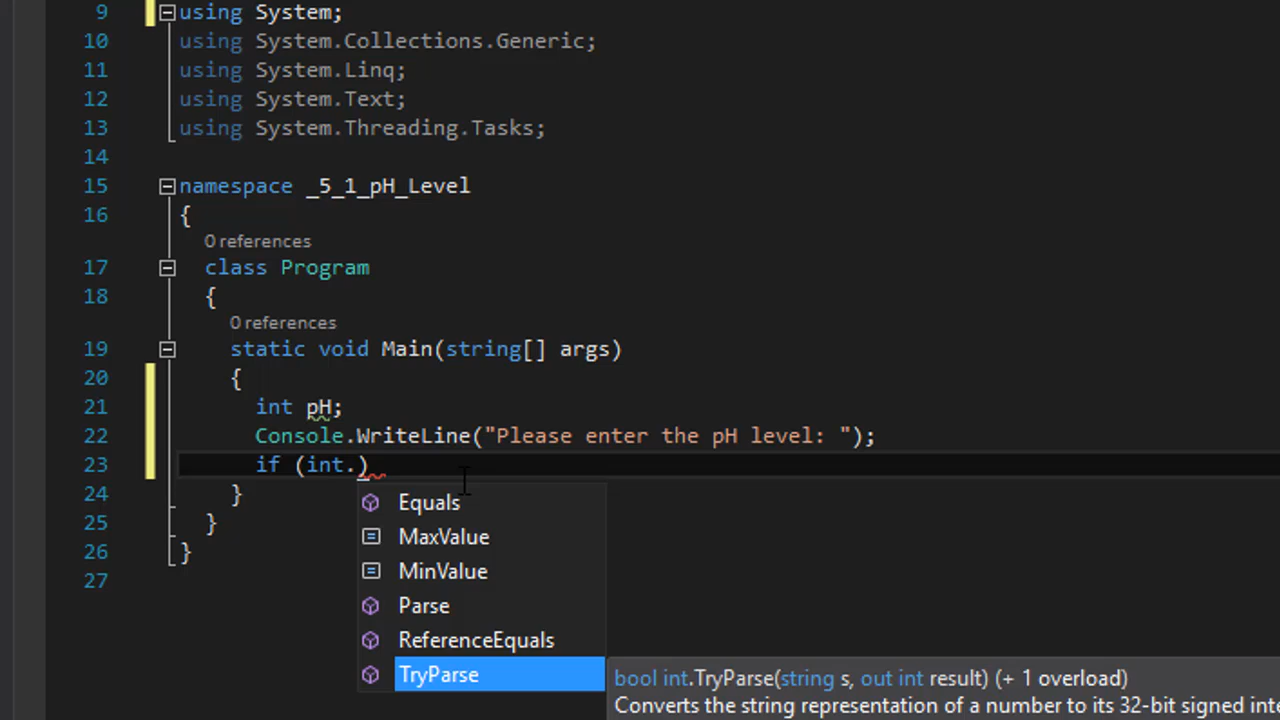 9 using System;
10 using System.Collections.Generic;
11 using System.Linq;
12 using System.Text;
13 using System.Threading.Tasks;
14
15 namespace _5_1_pH_Level
16 {
0 references
17 class Program
18 {
0 references
19 static void Main(string[] args)
20 {
21 int pH;
22 Console.WriteLine("Please enter the pH level: ");
23 if (int.)
24 }
25 }
26 }
27
Equals
MaxValue
MinValue
Parse
ReferenceEquals
TryParse
bool int.TryParse(string s, out int result) (+ 1 overload)
Converts the string representation of a number to its 32-bit signed inte